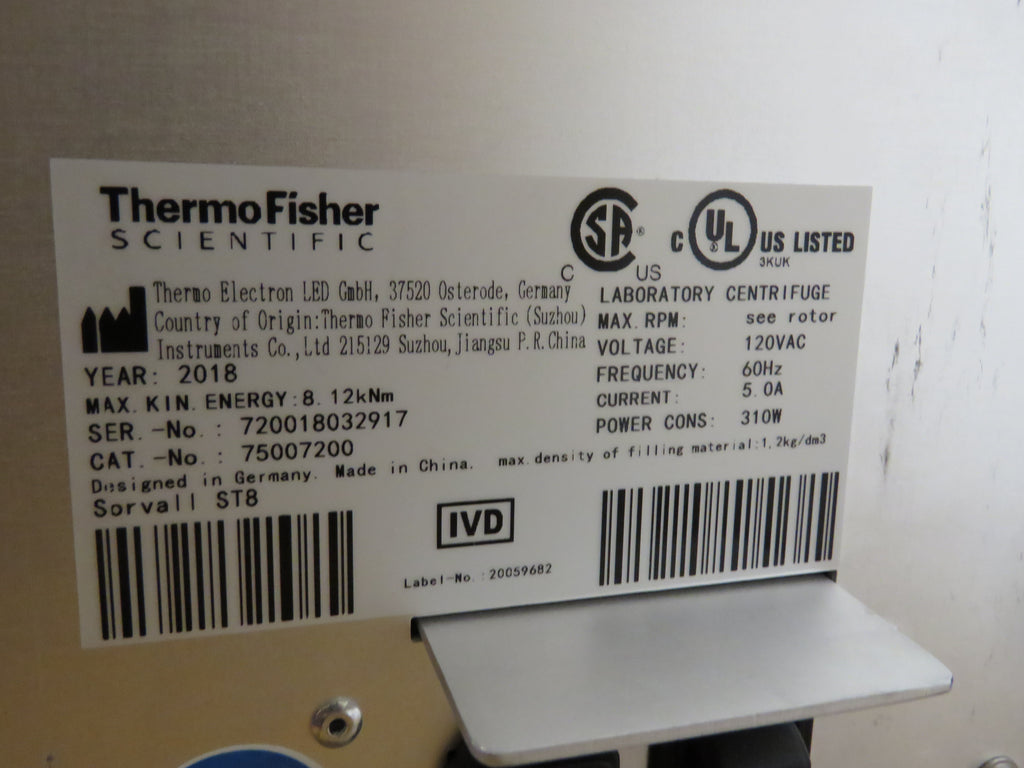 ThermoFisher
SCIENTIFIC
Thermo Electron LED GmbH, 37520 Osterode, Germany
Country of Origin:Thermo Fisher Scientific (Suzhou)
Instruments Co.,Ltd 215129 Suzhou,Jiangsu P.R.China
YEAR: 2018
MAX. KIN. ENERGY:8.12kNm
SER.-No.: 720018032917
CAT.-No.: 75007200
Designed in Germany. Made in China.
Sorvall ST8
CSA®
C US
C UL® US LISTED
3KUK
LABORATORY CENTRIFUGE
MAX. RPM: see rotor
VOLTAGE: 120VAC
FREQUENCY: 60Hz
CURRENT: 5.0A
POWER CONS: 310W
max.density of filling material:1,2kg/dm3
IVD
Label-No.:20059682